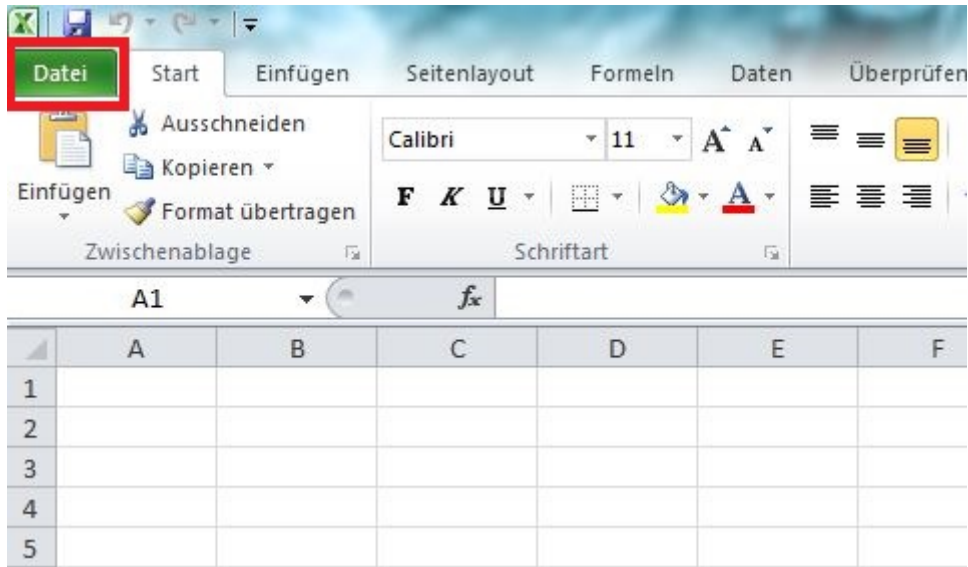 Datei Start Einfügen Seitenlayout Formeln Daten Überprüfen
Ausschneiden
Kopieren
Format übertragen
Einfügen
Zwischenablage
Calibri 11 A A
F K U A
Schriftart
A1 fx
A B C D E F
1
2
3
4
5